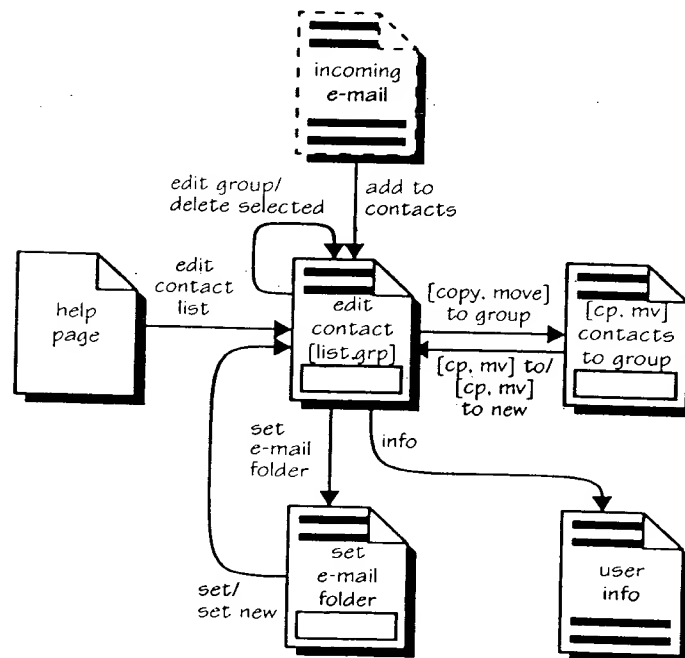 incoming
e-mail
edit group/
delete selected
add to
contacts
help
page
edit
contact
list
edit
contact
[list.grp]
[copy. move]
to group
[cp, mv] to/
[cp, mv]
to new
[cp. mv]
contacts
to group
set
e-mail
folder
info
set/
set new
set
e-mail
folder
user
info